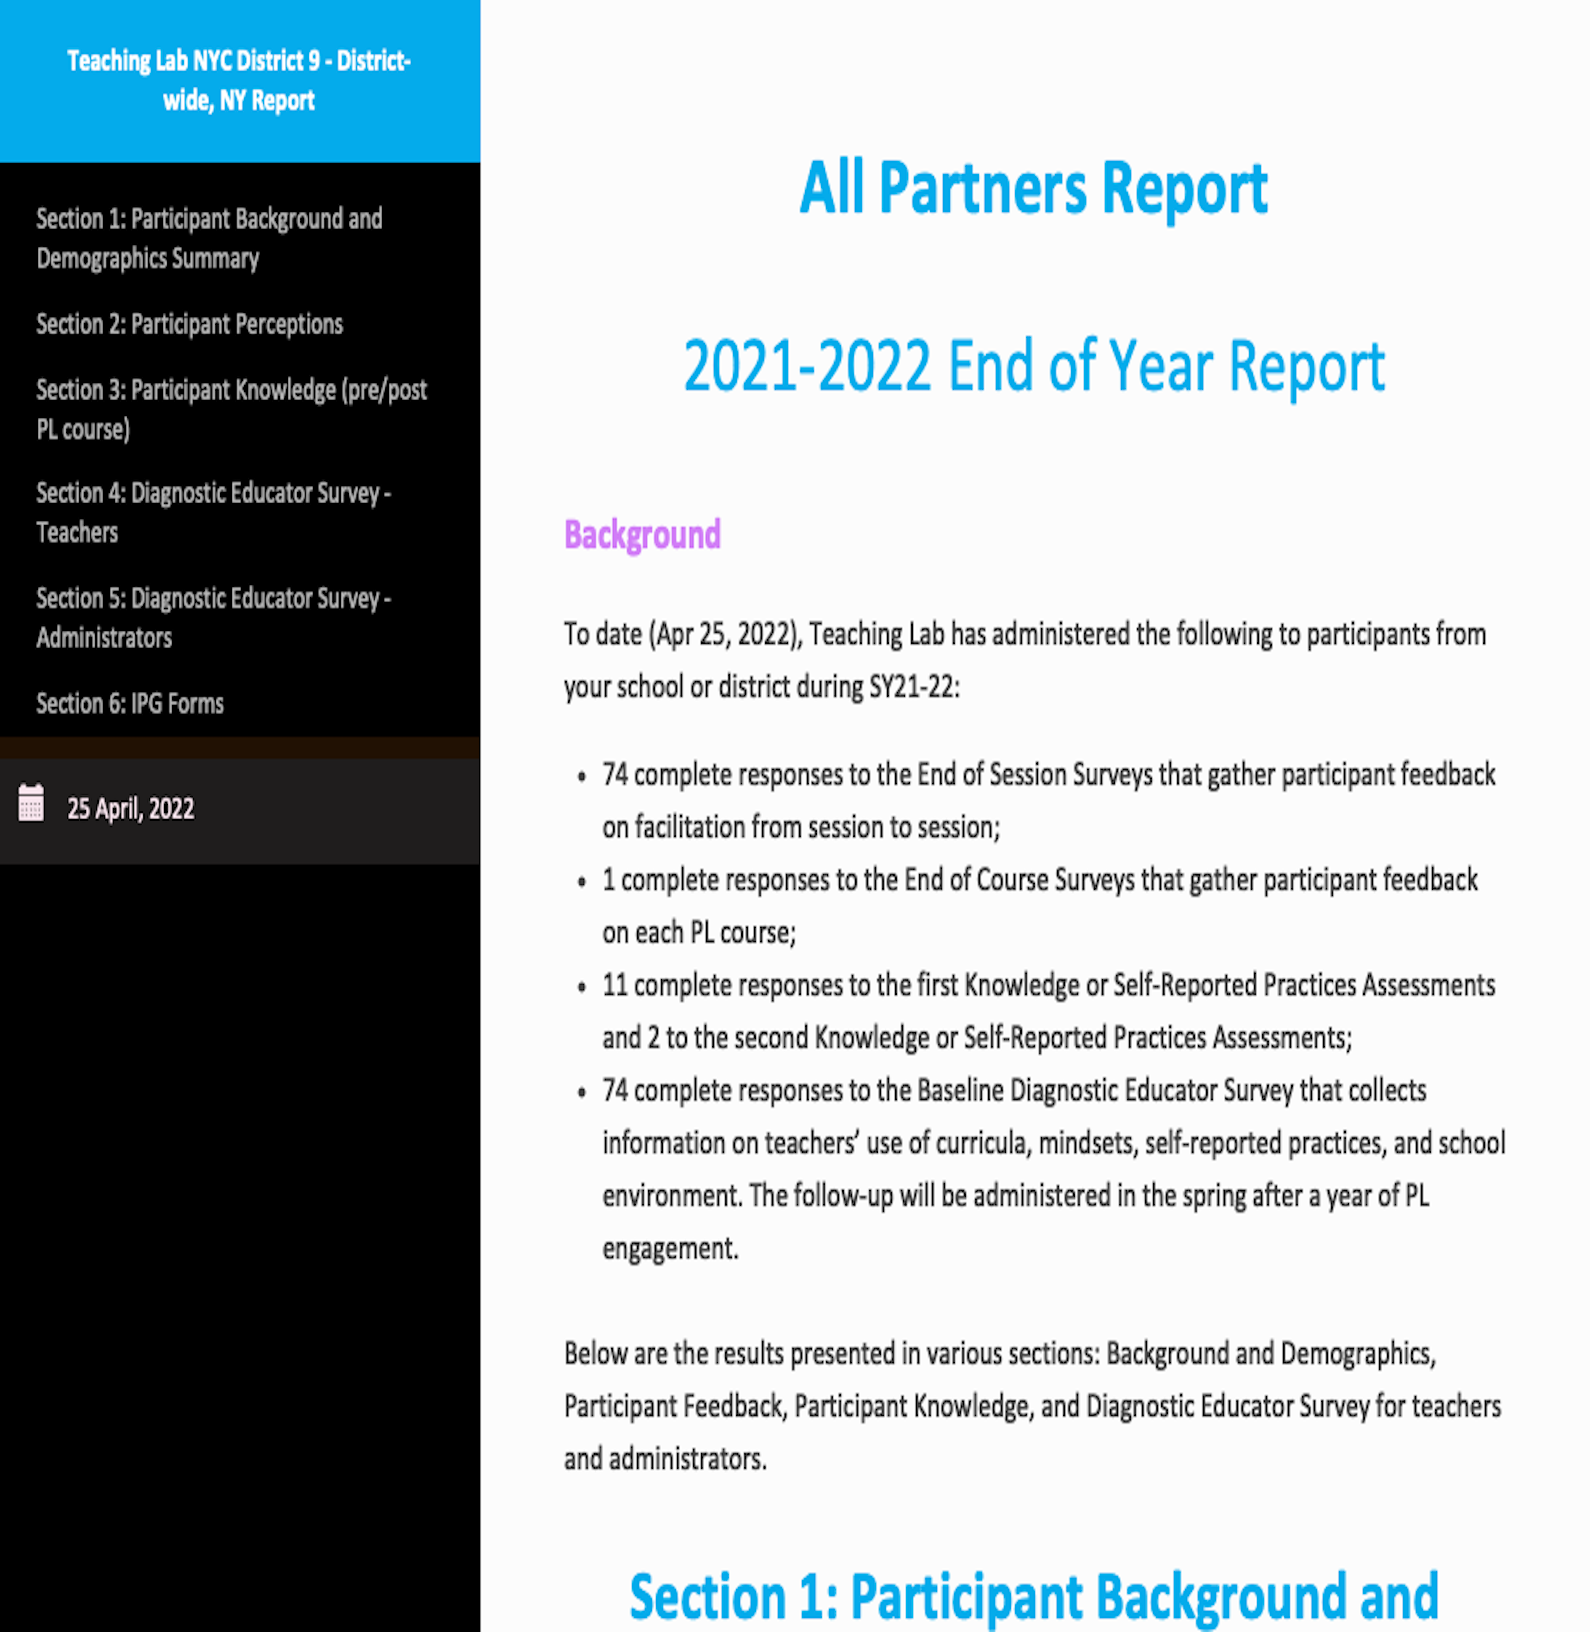 Teaching Lab NYC District 9 - District-
wide, NY Report
Section 1: Participant Background and
Demographics Summary
Section 2: Participant Perceptions
Section 3: Participant Knowledge (pre/post
PL course)
Section 4: Diagnostic Educator Survey -
Teachers
Section 5: Diagnostic Educator Survey -
Administrators
Section 6: IPG Forms
25 April, 2022
All Partners Report
2021-2022 End of Year Report
Background
To date (Apr 25, 2022), Teaching Lab has administered the following to participants from
your school or district during SY21-22:
• 74 complete responses to the End of Session Surveys that gather participant feedback
on facilitation from session to session;
• 1 complete responses to the End of Course Surveys that gather participant feedback
on each PL course;
• 11 complete responses to the first Knowledge or Self-Reported Practices Assessments
and 2 to the second Knowledge or Self-Reported Practices Assessments;
• 74 complete responses to the Baseline Diagnostic Educator Survey that collects
information on teachers’ use of curricula, mindsets, self-reported practices, and school
environment. The follow-up will be administered in the spring after a year of PL
engagement.
Below are the results presented in various sections: Background and Demographics,
Participant Feedback, Participant Knowledge, and Diagnostic Educator Survey for teachers
and administrators.
Section 1: Participant Background and